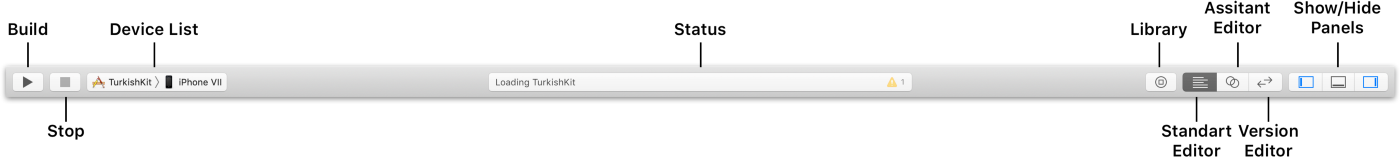 Build
Device List
Status
Library
Assitant
Editor
Show/Hide
Panels
TurkishKit
iPhone VII
Loading TurkishKit
1
Stop
Standart
Editor
Version
Editor